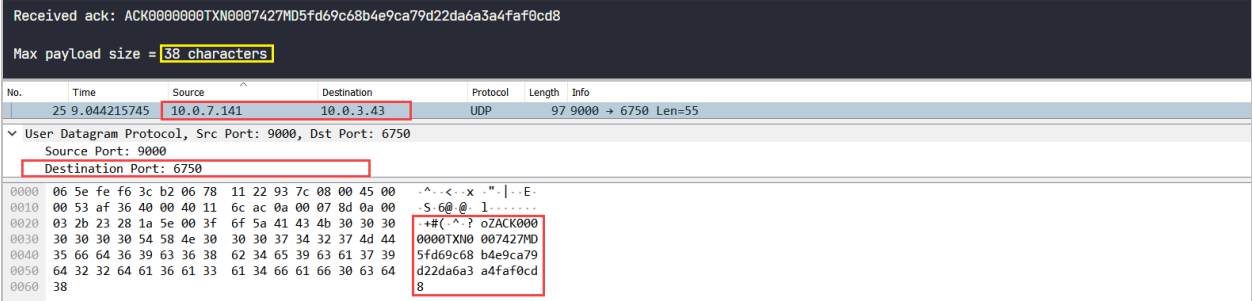 Received ack: ACK0000000TXN0007427MD5fd69c68b4e9ca79d22da6a3a4faf0cd8
Max payload size = 38 characters
No. Time Source Destination Protocol Length Info
25 9.044215745 10.0.7.141 10.0.3.43 UDP 97 9000 → 6750 Len=55
User Datagram Protocol, Src Port: 9000, Dst Port: 6750
Source Port: 9000
Destination Port: 6750
0000 06 5e fe f6 3c b2 06 78 11 22 93 7c 08 00 45 00 ·^··<··x ·"·|··E·
0010 00 53 af 36 40 00 40 11 6c ac 0a 00 07 8d 0a 00 ·S·6@·@· l·······
0020 03 2b 23 28 1a 5e 00 3f 6f 5a 41 43 4b 30 30 30 ·+#(·^·? oZACK000
0030 30 30 30 30 54 58 4e 30 30 30 37 34 32 37 4d 44 0000TXN0 007427MD
0040 35 66 64 36 39 63 36 38 62 34 65 39 63 61 37 39 5fd69c68 b4e9ca79
0050 64 32 32 64 61 36 61 33 61 34 66 61 66 30 63 64 d22da6a3 a4faf0cd
0060 38 8